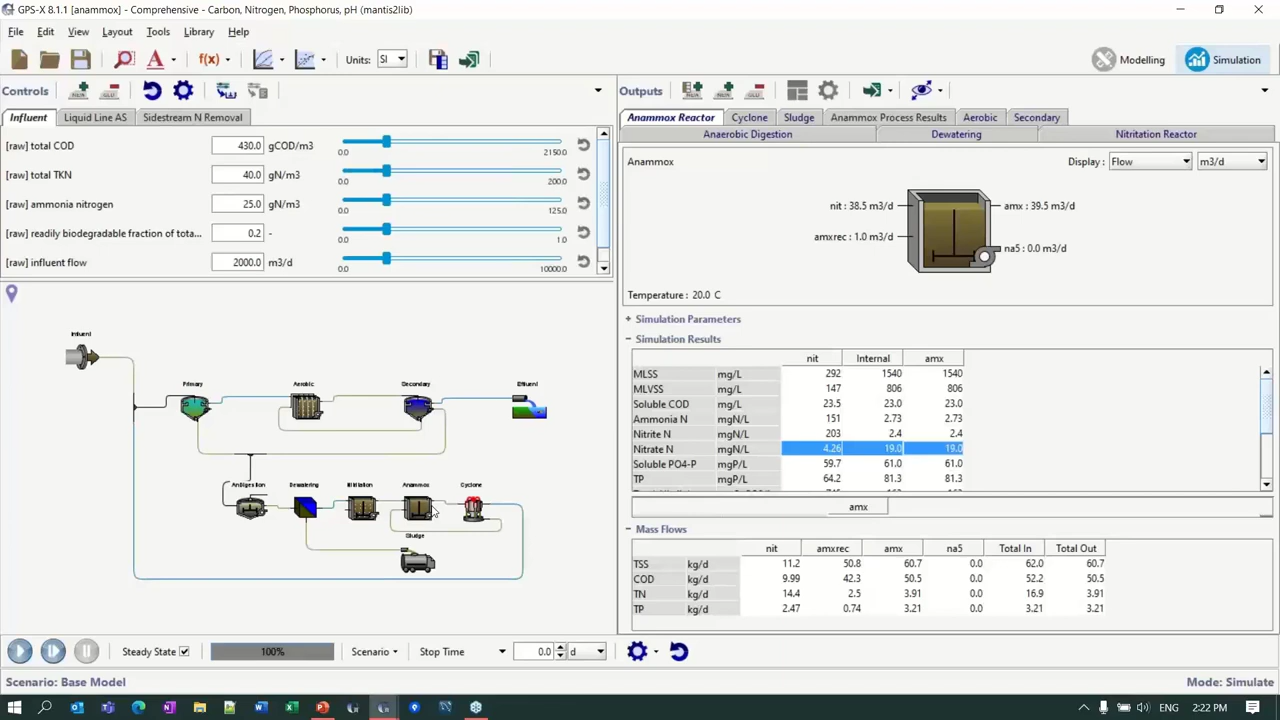 GPS-X 8.1.1 [anammox] - Comprehensive - Carbon, Nitrogen, Phosphorus, pH (mantis2lib)
File Edit View Layout Tools Library Help
f(x) Units: SI Modelling Simulation
Controls
Influent Liquid Line AS Sidestream N Removal
[raw] total COD 430.0 gCOD/m3 0.0 2150.0
[raw] total TKN 40.0 gN/m3 0.0 200.0
[raw] ammonia nitrogen 25.0 gN/m3 0.0 125.0
[raw] readily biodegradable fraction of tota... 0.2 - 0.0 1.0
[raw] influent flow 2000.0 m3/d 0.0 10000.0
Influent
Primary Aerobic Secondary Effluent
AnDigestion Dewatering Nitritation Anammox Cyclone
Sludge
Outputs
Anammox Reactor Cyclone Sludge Anammox Process Results Aerobic Secondary
Anaerobic Digestion Dewatering Nitritation Reactor
Anammox Display : Flow m3/d
nit : 38.5 m3/d amx : 39.5 m3/d
amxrec : 1.0 m3/d na5 : 0.0 m3/d
Temperature : 20.0 C
Simulation Parameters
Simulation Results
nit Internal amx
MLSS mg/L 292 1540 1540
MLVSS mg/L 147 806 806
Soluble COD mg/L 23.5 23.0 23.0
Ammonia N mgN/L 151 2.73 2.73
Nitrite N mgN/L 203 2.4 2.4
Nitrate N mgN/L 4.26 19.0 19.0
Soluble PO4-P mgP/L 59.7 61.0 61.0
TP mgP/L 64.2 81.3 81.3
amx
Mass Flows
nit amxrec amx na5 Total In Total Out
TSS kg/d 11.2 50.8 60.7 0.0 62.0 60.7
COD kg/d 9.99 42.3 50.5 0.0 52.2 50.5
TN kg/d 14.4 2.5 3.91 0.0 16.9 3.91
TP kg/d 2.47 0.74 3.21 0.0 3.21 3.21
Steady State 100% Scenario Stop Time 0.0 d
Scenario: Base Model Mode: Simulate
ENG 2:22 PM